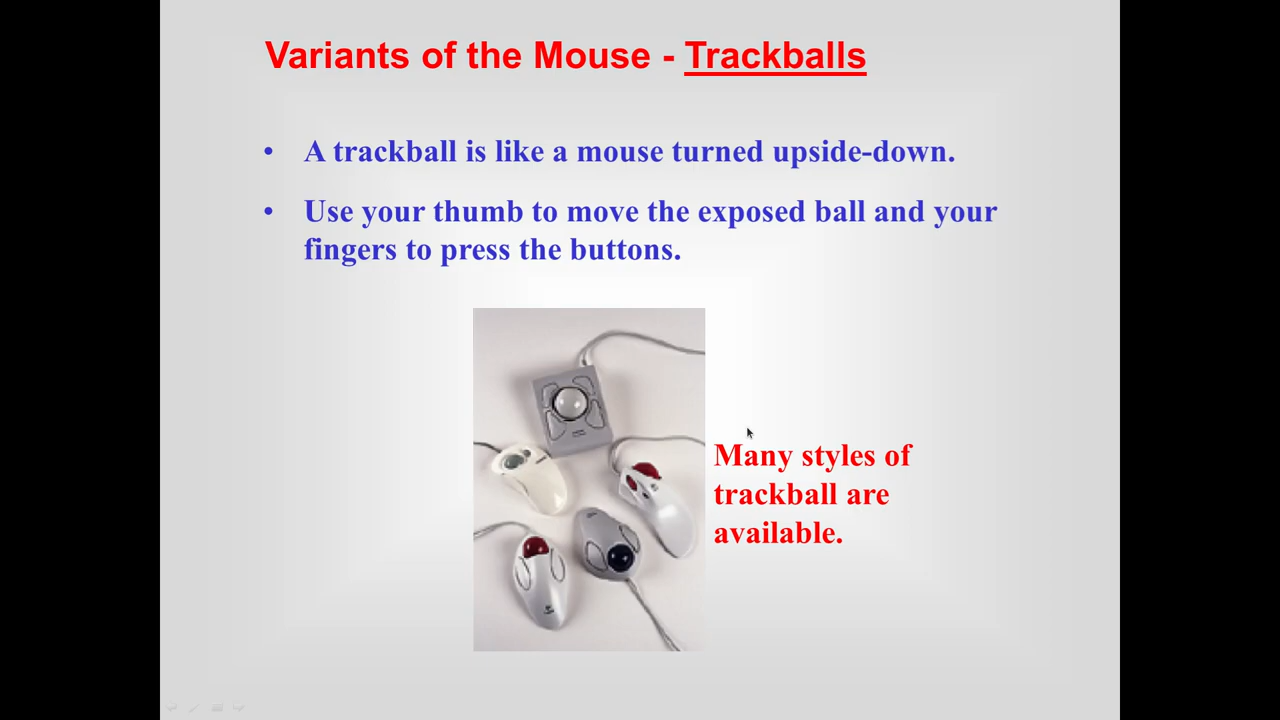 Variants of the Mouse - Trackballs
• A trackball is like a mouse turned upside-down.
• Use your thumb to move the exposed ball and your
fingers to press the buttons.
Many styles of
trackball are
available.